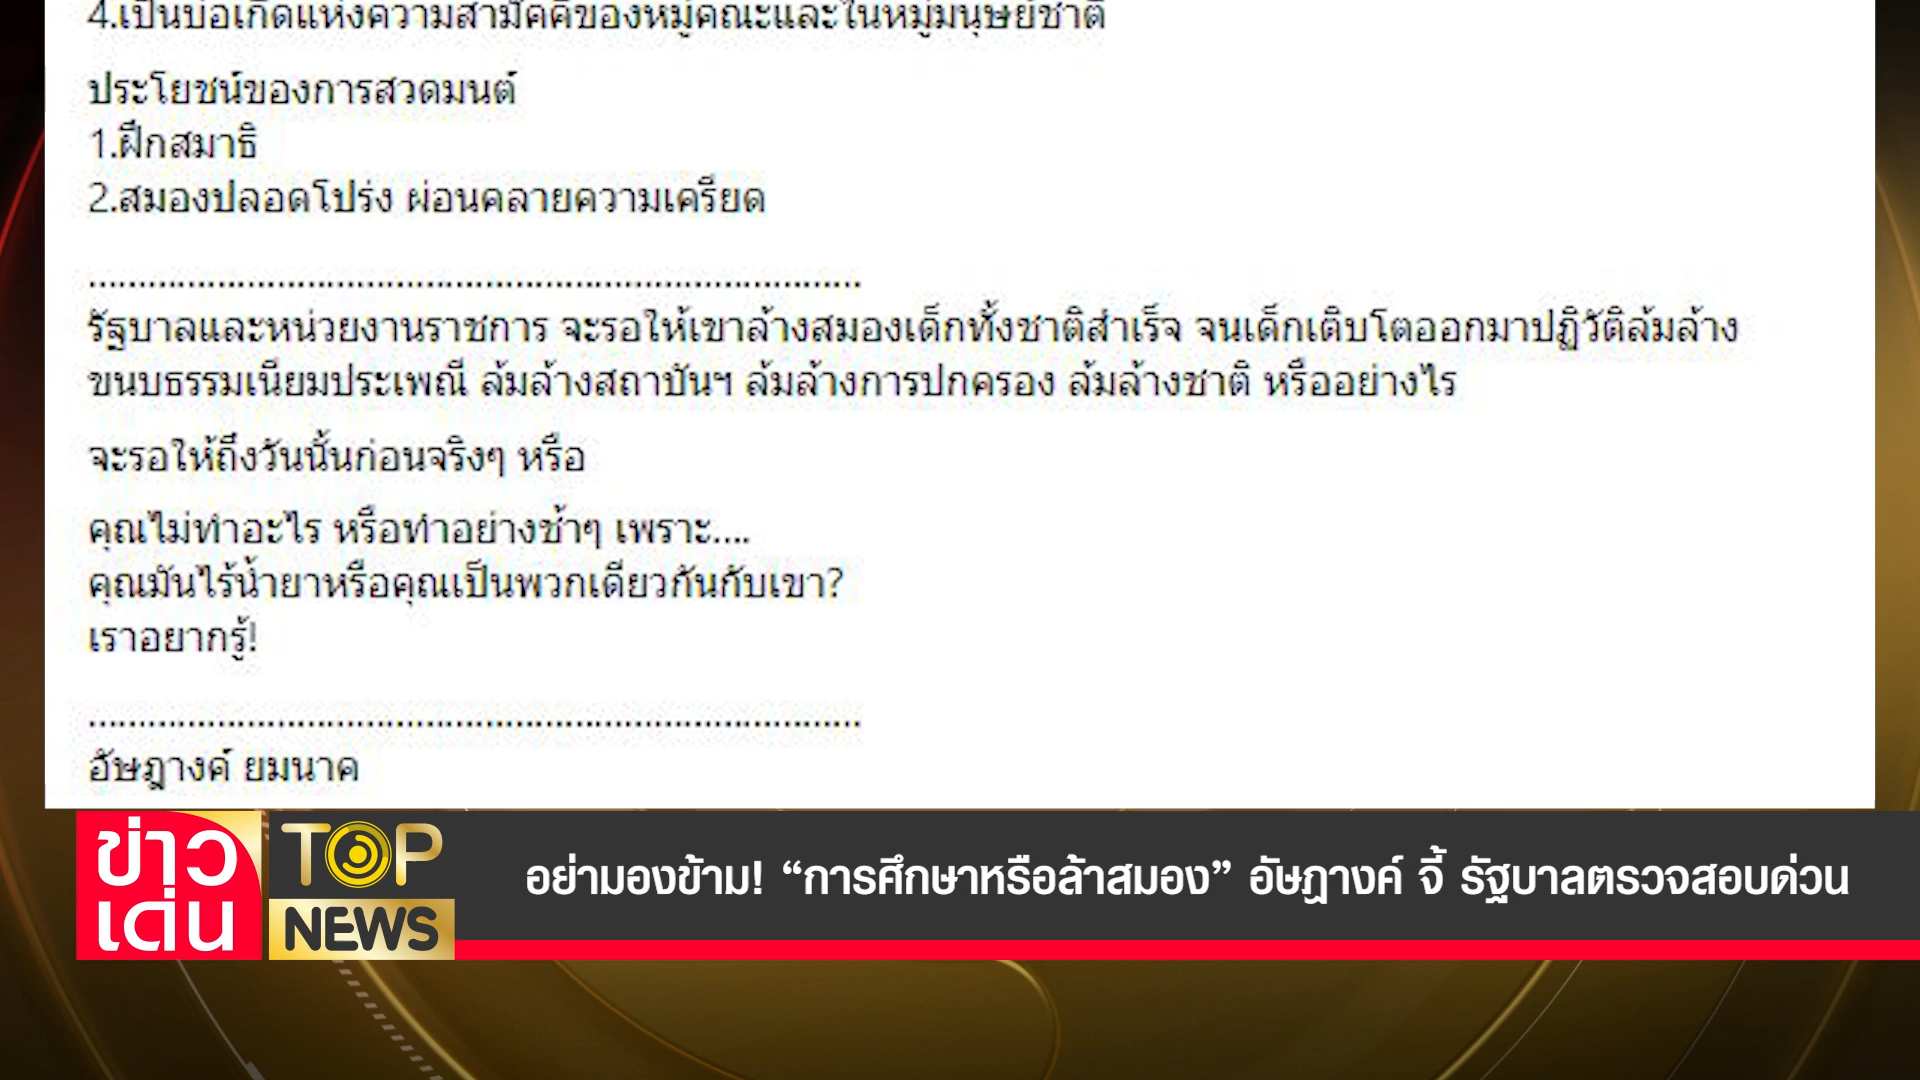 4.เป็นบ่อเกิดแห่งความสามัคคีของหมู่คณะและในหมู่มนุษย์ชาติ
ประโยชน์ของการสวดมนต์
1.ฝึกสมาธิ
2.สมองปลอดโปร่ง ผ่อนคลายความเครียด
................................................................................
รัฐบาลและหน่วยงานราชการ จะรอให้เขาล้างสมองเด็กทั้งชาติสำเร็จ จนเด็กเติบโตออกมาปฏิวัติล้มล้าง
ขนบธรรมเนียมประเพณี ล้มล้างสถาบันฯ ล้มล้างการปกครอง ล้มล้างชาติ หรืออย่างไร
จะรอให้ถึงวันนั้นก่อนจริงๆ หรือ
คุณไม่ทำอะไร หรือทำอย่างช้าๆ เพราะ....
คุณมันไร้น้ำยาหรือคุณเป็นพวกเดียวกันกับเขา?
เราอยากรู้!
................................................................................
อัษฎางค์ ยมนาค
ข่าว
เด่น
TOP
NEWS
อย่ามองข้าม! “การศึกษาหรือล้าสมอง” อัษฎางค์ จี้ รัฐบาลตรวจสอบด่วน